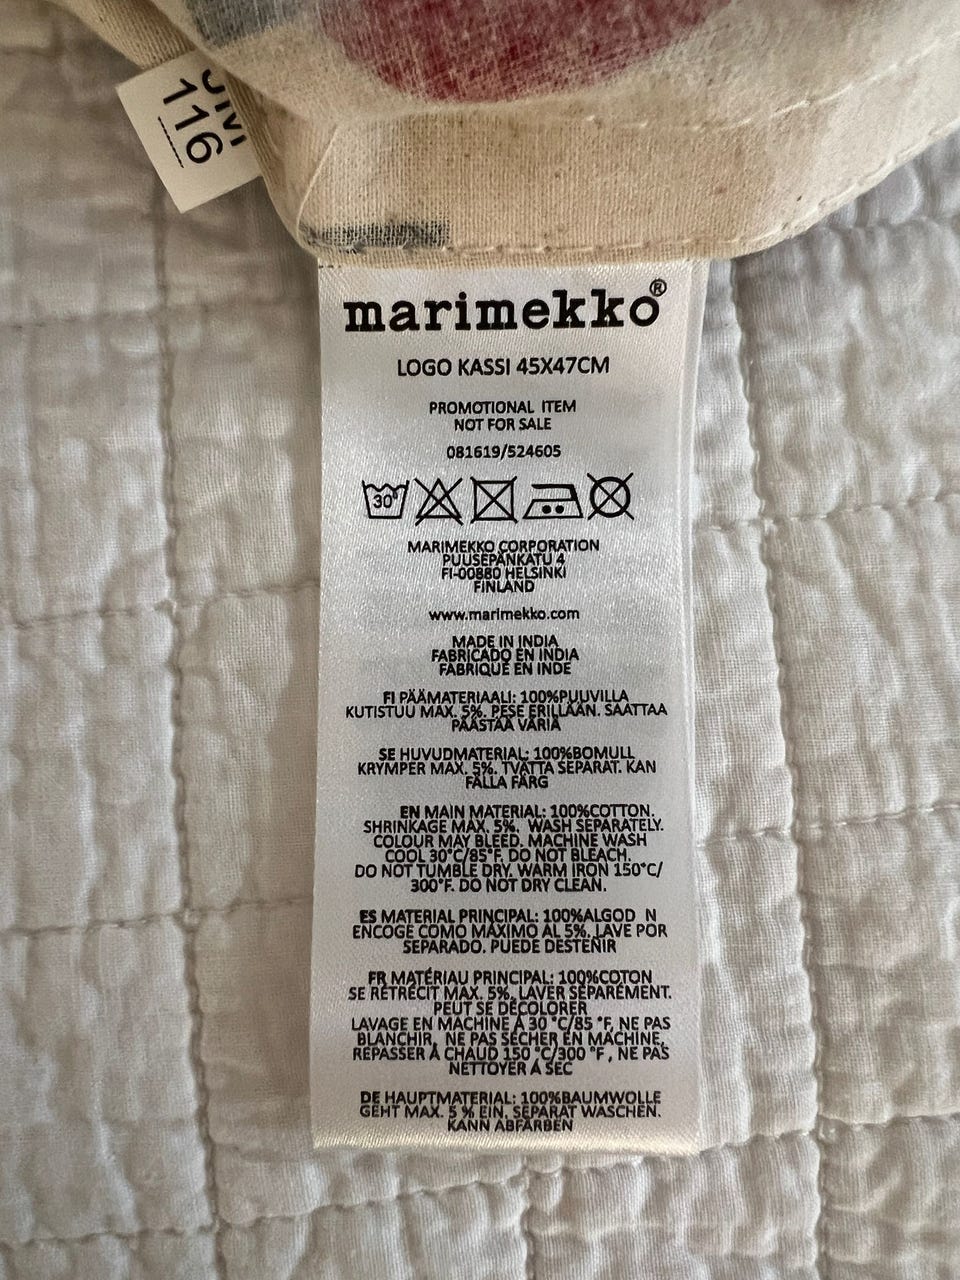 116
marimekko®
LOGO KASSI 45X47CM
PROMOTIONAL ITEM
NOT FOR SALE
081619/524605
30°
MARIMEKKO CORPORATION
PUUSEPÄNKATU 4
FI-00880 HELSINKI
FINLAND
www.marimekko.com
MADE IN INDIA
FABRICADO EN INDIA
FABRIQUÉ EN INDE
FI PÄÄMATERIAALI: 100%PUUVILLA
KUTISTUU MAX. 5%. PESE ERILLÄÄN. SAATTAA
PÄÄSTÄÄ VÄRIÄ
SE HUVUDMATERIAL: 100%BOMULL
KRYMPER MAX. 5%. TVÄTTA SEPARAT. KAN
FÄLLA FÄRG
EN MAIN MATERIAL: 100%COTTON.
SHRINKAGE MAX. 5%. WASH SEPARATELY.
COLOUR MAY BLEED. MACHINE WASH
COOL 30°C/85°F. DO NOT BLEACH.
DO NOT TUMBLE DRY. WARM IRON 150°C/
300°F. DO NOT DRY CLEAN.
ES MATERIAL PRINCIPAL: 100%ALGOD N
ENCOGE COMO MÁXIMO AL 5%. LAVE POR
SEPARADO. PUEDE DESTEÑIR
FR MATÉRIAU PRINCIPAL: 100%COTON
SE RÉTRÉCIT MAX. 5%. LAVER SÉPARÉMENT.
PEUT SE DÉCOLORER
LAVAGE EN MACHINE À 30 °C/85 °F, NE PAS
BLANCHIR, NE PAS SÉCHER EN MACHINE,
REPASSER À CHAUD 150 °C/300 °F , NE PAS
NETTOYER À SEC
DE HAUPTMATERIAL: 100%BAUMWOLLE
GEHT MAX. 5 % EIN. SEPARAT WASCHEN.
KANN ABFÄRBEN